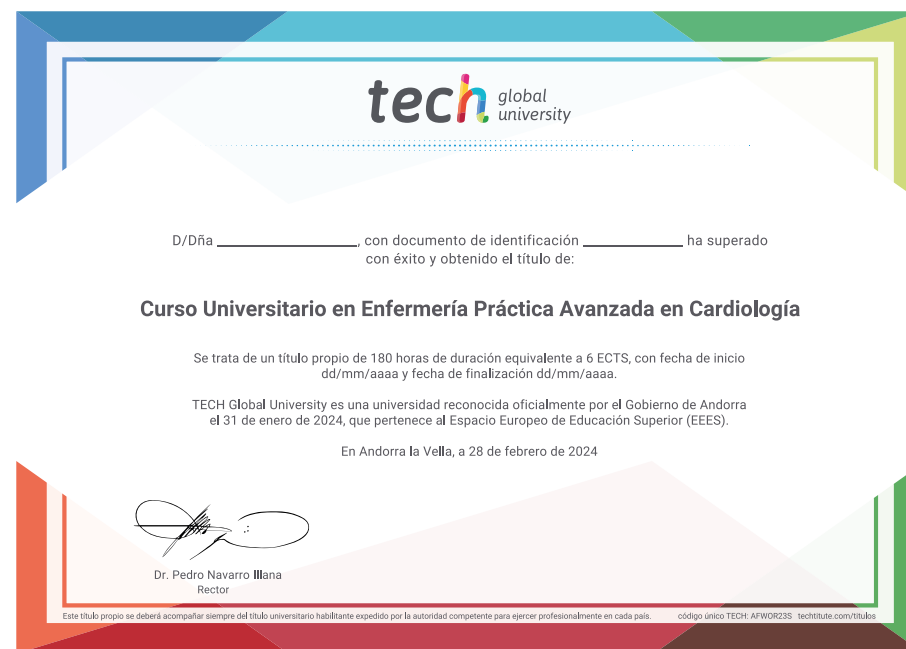 tech global
university
D/Dña ____________________, con documento de identificación ______________ ha superado
con éxito y obtenido el título de:
Curso Universitario en Enfermería Práctica Avanzada en Cardiología
Se trata de un título propio de 180 horas de duración equivalente a 6 ECTS, con fecha de inicio
dd/mm/aaaa y fecha de finalización dd/mm/aaaa.
TECH Global University es una universidad reconocida oficialmente por el Gobierno de Andorra
el 31 de enero de 2024, que pertenece al Espacio Europeo de Educación Superior (EEES).
En Andorra la Vella, a 28 de febrero de 2024
Dr. Pedro Navarro Illana
Rector
Este título propio se deberá acompañar siempre del título universitario habilitante expedido por la autoridad competente para ejercer profesionalmente en cada país. código único TECH: AFWOR23S techtitute.com/titulos